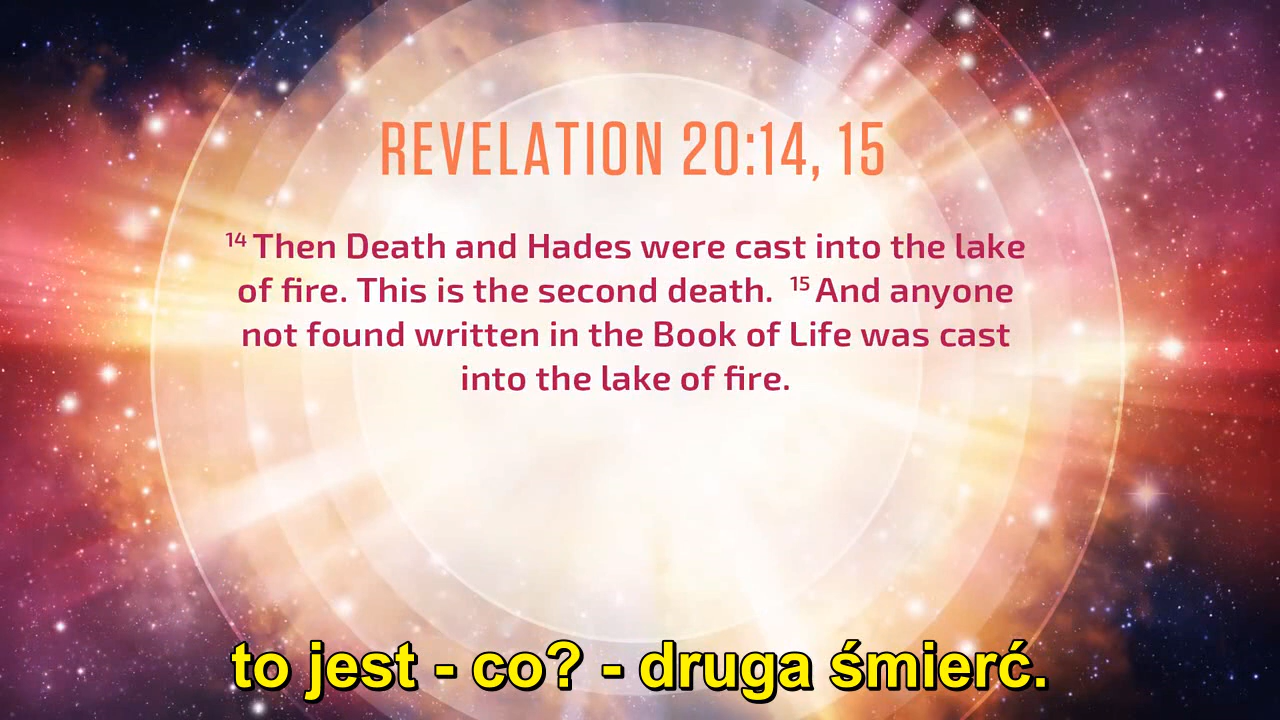 REVELATION 20:14, 15
14 Then Death and Hades were cast into the lake
of fire. This is the second death. 15 And anyone
not found written in the Book of Life was cast
into the lake of fire.
to jest - co? - druga śmierć.